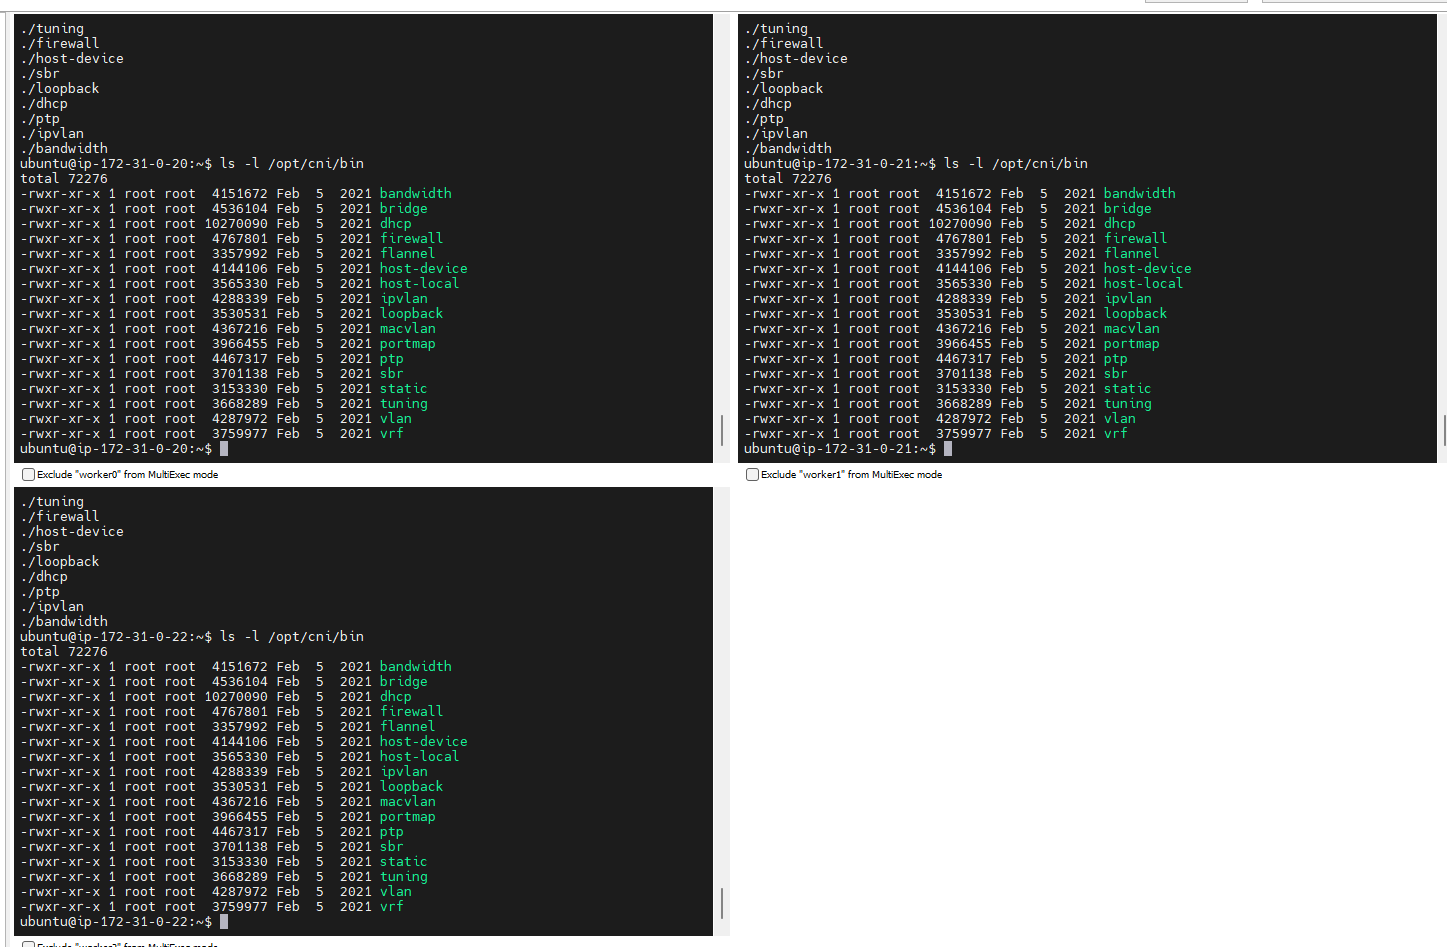 ./tuning
./firewall
./host-device
./sbr
./loopback
./dhcp
./ptp
./ipvlan
./bandwidth
ubuntu@ip-172-31-0-20:~$ ls -l /opt/cni/bin
total 72276
-rwxr-xr-x 1 root root  4151672 Feb  5  2021 bandwidth
-rwxr-xr-x 1 root root  4536104 Feb  5  2021 bridge
-rwxr-xr-x 1 root root 10270090 Feb  5  2021 dhcp
-rwxr-xr-x 1 root root  4767801 Feb  5  2021 firewall
-rwxr-xr-x 1 root root  3357992 Feb  5  2021 flannel
-rwxr-xr-x 1 root root  4144106 Feb  5  2021 host-device
-rwxr-xr-x 1 root root  3565330 Feb  5  2021 host-local
-rwxr-xr-x 1 root root  4288339 Feb  5  2021 ipvlan
-rwxr-xr-x 1 root root  3530531 Feb  5  2021 loopback
-rwxr-xr-x 1 root root  4367216 Feb  5  2021 macvlan
-rwxr-xr-x 1 root root  3966455 Feb  5  2021 portmap
-rwxr-xr-x 1 root root  4467317 Feb  5  2021 ptp
-rwxr-xr-x 1 root root  3701138 Feb  5  2021 sbr
-rwxr-xr-x 1 root root  3153330 Feb  5  2021 static
-rwxr-xr-x 1 root root  3668289 Feb  5  2021 tuning
-rwxr-xr-x 1 root root  4287972 Feb  5  2021 vlan
-rwxr-xr-x 1 root root  3759977 Feb  5  2021 vrf
ubuntu@ip-172-31-0-20:~$
Exclude "worker0" from MultiExec mode
./tuning
./firewall
./host-device
./sbr
./loopback
./dhcp
./ptp
./ipvlan
./bandwidth
ubuntu@ip-172-31-0-21:~$ ls -l /opt/cni/bin
total 72276
-rwxr-xr-x 1 root root  4151672 Feb  5  2021 bandwidth
-rwxr-xr-x 1 root root  4536104 Feb  5  2021 bridge
-rwxr-xr-x 1 root root 10270090 Feb  5  2021 dhcp
-rwxr-xr-x 1 root root  4767801 Feb  5  2021 firewall
-rwxr-xr-x 1 root root  3357992 Feb  5  2021 flannel
-rwxr-xr-x 1 root root  4144106 Feb  5  2021 host-device
-rwxr-xr-x 1 root root  3565330 Feb  5  2021 host-local
-rwxr-xr-x 1 root root  4288339 Feb  5  2021 ipvlan
-rwxr-xr-x 1 root root  3530531 Feb  5  2021 loopback
-rwxr-xr-x 1 root root  4367216 Feb  5  2021 macvlan
-rwxr-xr-x 1 root root  3966455 Feb  5  2021 portmap
-rwxr-xr-x 1 root root  4467317 Feb  5  2021 ptp
-rwxr-xr-x 1 root root  3701138 Feb  5  2021 sbr
-rwxr-xr-x 1 root root  3153330 Feb  5  2021 static
-rwxr-xr-x 1 root root  3668289 Feb  5  2021 tuning
-rwxr-xr-x 1 root root  4287972 Feb  5  2021 vlan
-rwxr-xr-x 1 root root  3759977 Feb  5  2021 vrf
ubuntu@ip-172-31-0-21:~$
Exclude "worker1" from MultiExec mode
./tuning
./firewall
./host-device
./sbr
./loopback
./dhcp
./ptp
./ipvlan
./bandwidth
ubuntu@ip-172-31-0-22:~$ ls -l /opt/cni/bin
total 72276
-rwxr-xr-x 1 root root  4151672 Feb  5  2021 bandwidth
-rwxr-xr-x 1 root root  4536104 Feb  5  2021 bridge
-rwxr-xr-x 1 root root 10270090 Feb  5  2021 dhcp
-rwxr-xr-x 1 root root  4767801 Feb  5  2021 firewall
-rwxr-xr-x 1 root root  3357992 Feb  5  2021 flannel
-rwxr-xr-x 1 root root  4144106 Feb  5  2021 host-device
-rwxr-xr-x 1 root root  3565330 Feb  5  2021 host-local
-rwxr-xr-x 1 root root  4288339 Feb  5  2021 ipvlan
-rwxr-xr-x 1 root root  3530531 Feb  5  2021 loopback
-rwxr-xr-x 1 root root  4367216 Feb  5  2021 macvlan
-rwxr-xr-x 1 root root  3966455 Feb  5  2021 portmap
-rwxr-xr-x 1 root root  4467317 Feb  5  2021 ptp
-rwxr-xr-x 1 root root  3701138 Feb  5  2021 sbr
-rwxr-xr-x 1 root root  3153330 Feb  5  2021 static
-rwxr-xr-x 1 root root  3668289 Feb  5  2021 tuning
-rwxr-xr-x 1 root root  4287972 Feb  5  2021 vlan
-rwxr-xr-x 1 root root  3759977 Feb  5  2021 vrf
ubuntu@ip-172-31-0-22:~$